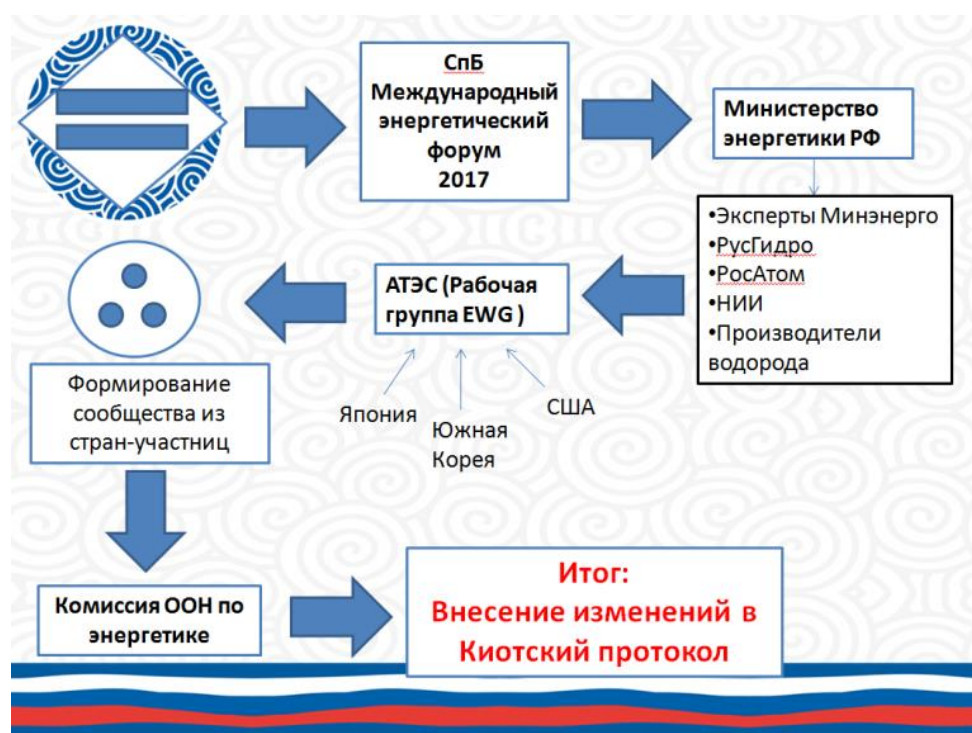 СпБ
Международный
энергетический
форум
2017
Министерство
энергетики РФ
•Эксперты Минэнерго
•РусГидро
•РосАтом
•НИИ
•Производители
водорода
АТЭС (Рабочая
группа EWG )
Япония
Южная
Корея
США
Формирование
сообщества из
стран-участниц
Комиссия ООН по
энергетике
Итог:
Внесение изменений в
Киотский протокол